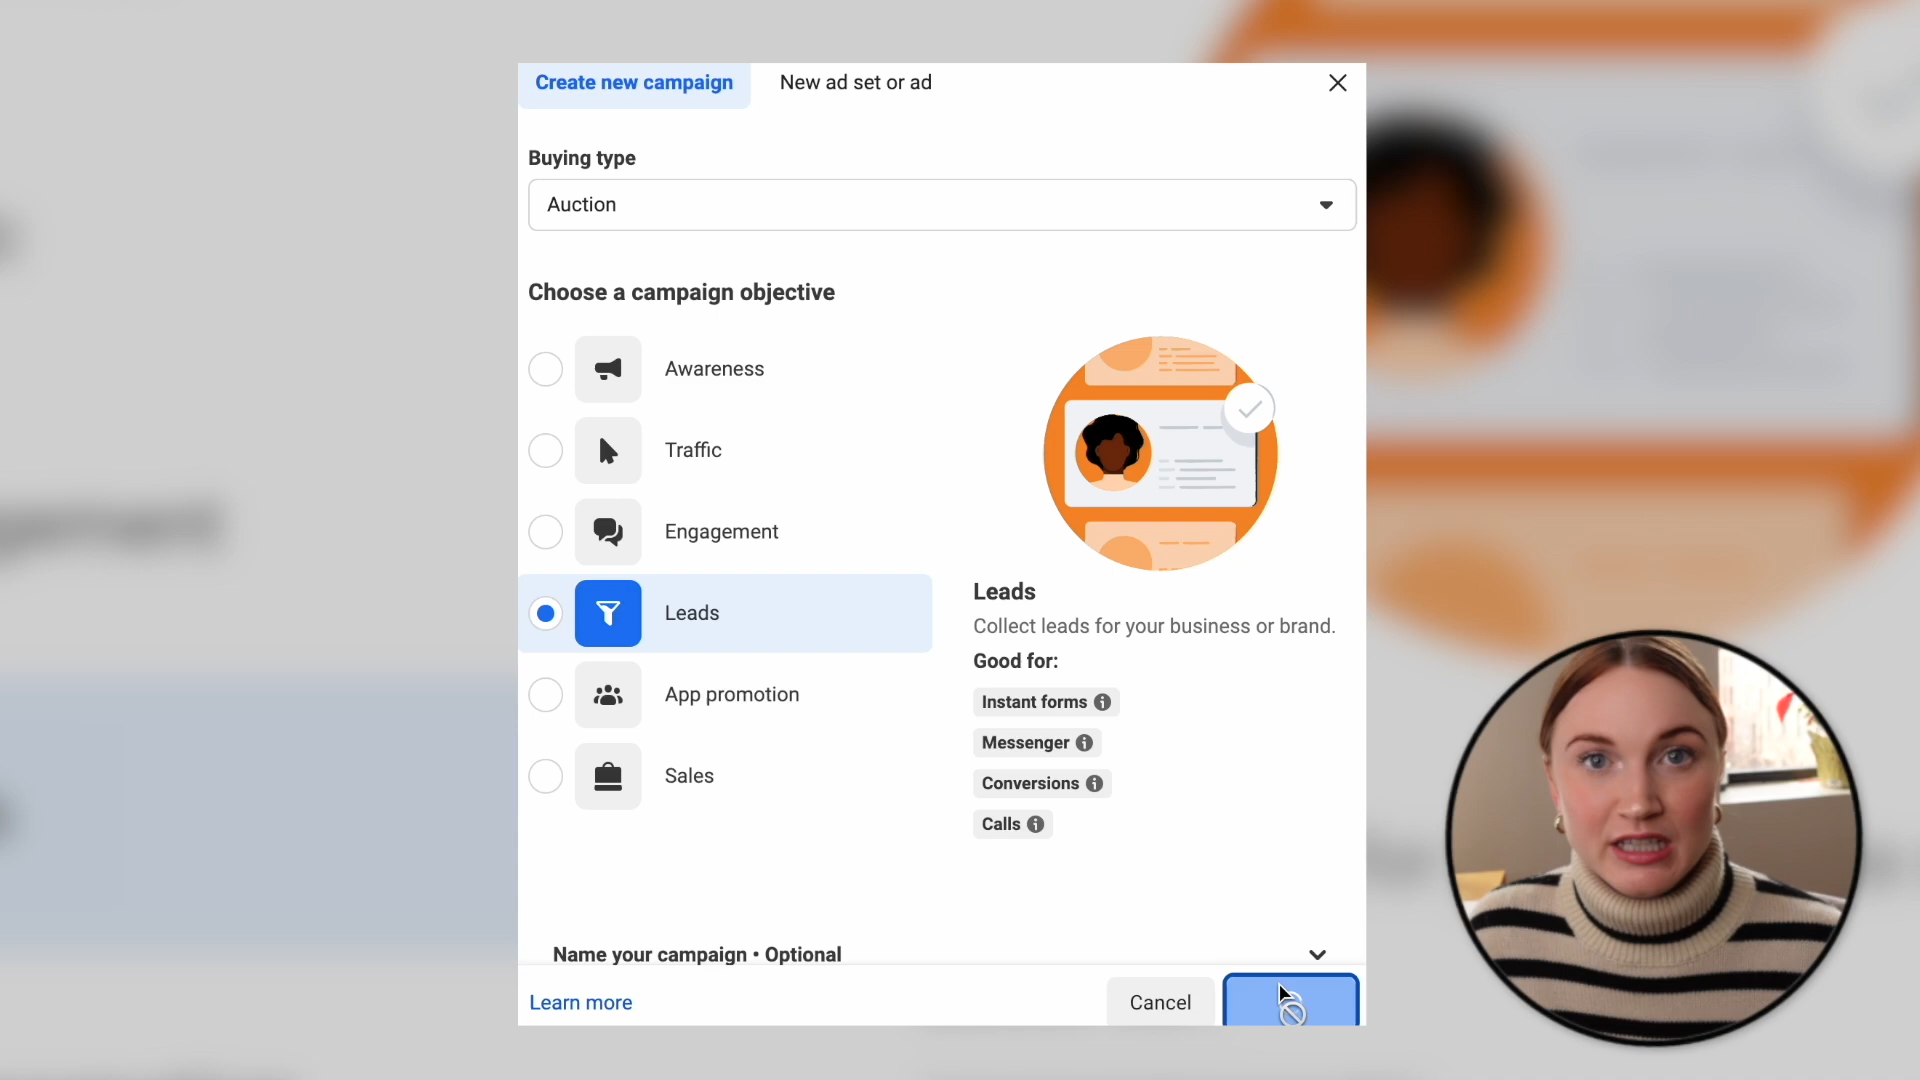 Create new campaign
New ad set or ad
Buying type
Auction
Choose a campaign objective
Awareness
Traffic
Engagement
Leads
App promotion
Sales
Leads
Collect leads for your business or brand.
Good for:
Instant forms
Messenger
Conversions
Calls
Name your campaign • Optional
Learn more
Cancel